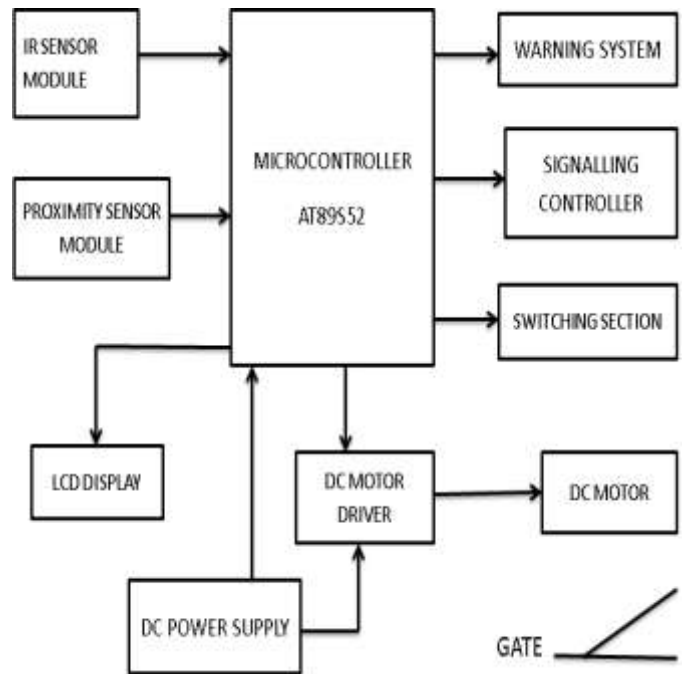 IR SENSOR
MODULE
WARNING SYSTEM
MICROCONTROLLER
AT89S52
SIGNALLING
CONTROLLER
PROXIMITY SENSOR
MODULE
SWITCHING SECTION
LCD DISPLAY
DC MOTOR
DRIVER
DC MOTOR
DC POWER SUPPLY
GATE